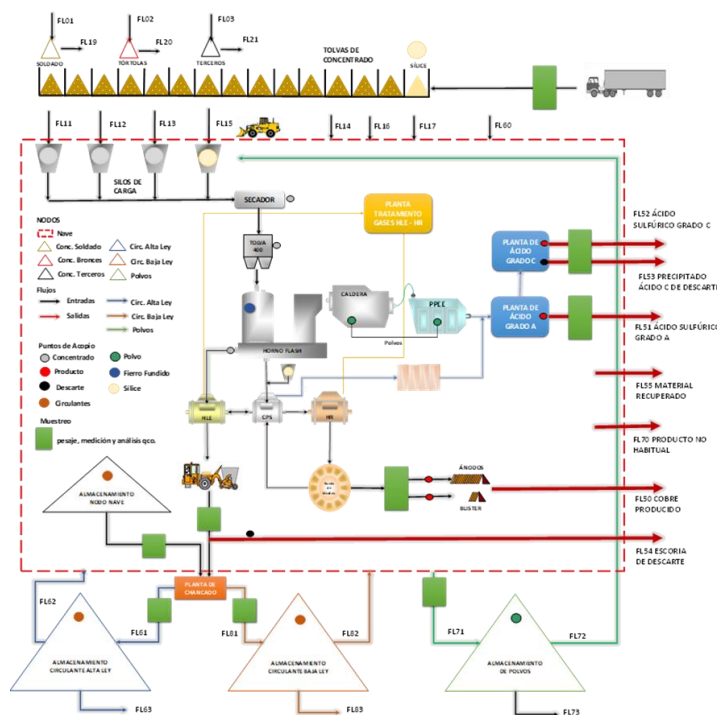 FL01
FL02
FL03
FL19
FL20
FL21
SOLDADO
TÓRTOLAS
TERCEROS
TOLVAS DE
CONCENTRADO
SÍLICE
FL11
FL12
FL13
FL15
FL14
FL16
FL17
FL60
SILOS DE
CARGA
SECADOR
TOLVA
400
PLANTA
TRATAMIENTO
GASES HLE - HR
PLANTA DE
ÁCIDO
GRADO C
PLANTA DE
ÁCIDO
GRADO A
FL52 ÁCIDO
SULFÚRICO GRADO C
FL53 PRECIPITADO
ÁCIDO C DE DESCARTE
FL51 ÁCIDO SULFÚRICO
GRADO A
FL55 MATERIAL
RECUPERADO
FL70 PRODUCTO NO
HABITUAL
FL50 COBRE
PRODUCIDO
FL54 ESCORIA
DE DESCARTE
NODOS
Nave
Conc. Soldado
Conc. Bronces
Conc. Terceros
Circ. Alta Ley
Circ. Baja Ley
Polvos
Flujos
Entradas
Salidas
Circ. Alta Ley
Circ. Baja Ley
Polvos
Puntos de Acopio
Concentrado
Producto
Descarte
Circulantes
Polvo
Fierro Fundido
Sílice
Muestreo
pesaje, medición y análisis qco.
CALDERA
PPEE
Polvos
HORNO FLASH
HLE
CPS
HR
ÁNODOS
BLISTER
ALMACENAMIENTO
NODO NAVE
PLANTA DE
CHANCADO
FL62
FL61
FL81
FL82
FL71
FL72
ALMACENAMIENTO
CIRCULANTE ALTA LEY
ALMACENAMIENTO
CIRCULANTE BAJA LEY
ALMACENAMIENTO
DE POLVOS
FL63
FL83
FL73